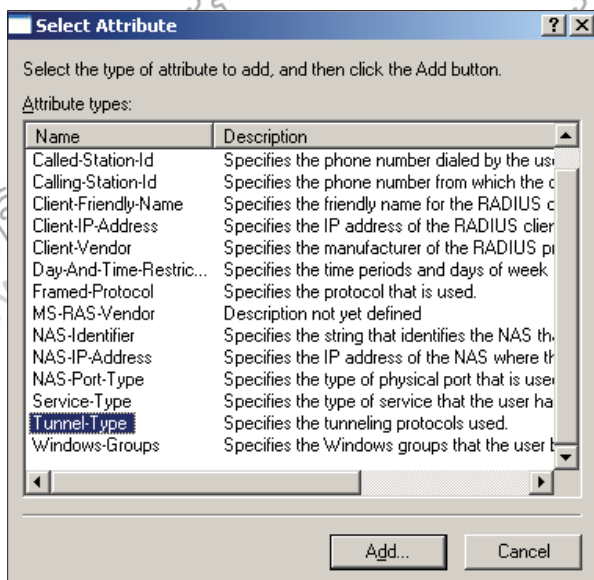 Select Attribute
Select the type of attribute to add, and then click the Add button.
Attribute types:
Name Description
Called-Station-Id Specifies the phone number dialed by the
Calling-Station-Id Specifies the phone number from which the
Client-Friendly-Name Specifies the friendly name for the RADIUS
Client-IP-Address Specifies the IP address of the RADIUS
Client-Vendor Specifies the manufacturer of the RADIUS
Day-And-Time-Restric... Specifies the time periods and days of week
Framed-Protocol Specifies the protocol that is used.
MS-RAS-Vendor Description not yet defined
NAS-Identifier Specifies the string that identifies the NAS
NAS-IP-Address Specifies the IP address of the NAS where
NAS-Port-Type Specifies the type of physical port that is
Service-Type Specifies the type of service that the user
Tunnel-Type Specifies the tunneling protocols used.
Windows-Groups Specifies the Windows groups that the user
Add... Cancel